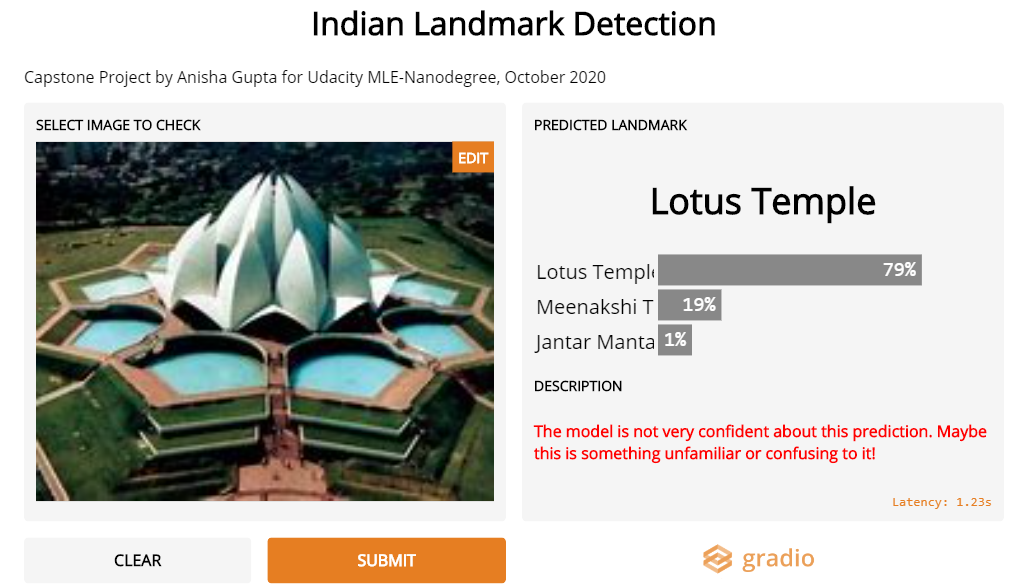 Indian Landmark Detection
Capstone Project by Anisha Gupta for Udacity MLE-Nanodegree, October 2020
SELECT IMAGE TO CHECK
EDIT
CLEAR
SUBMIT
PREDICTED LANDMARK
Lotus Temple
Lotus Temple 79%
Meenakshi T 19%
Jantar Manta 1%
DESCRIPTION
The model is not very confident about this prediction. Maybe
this is something unfamiliar or confusing to it!
Latency: 1.23s
gradio